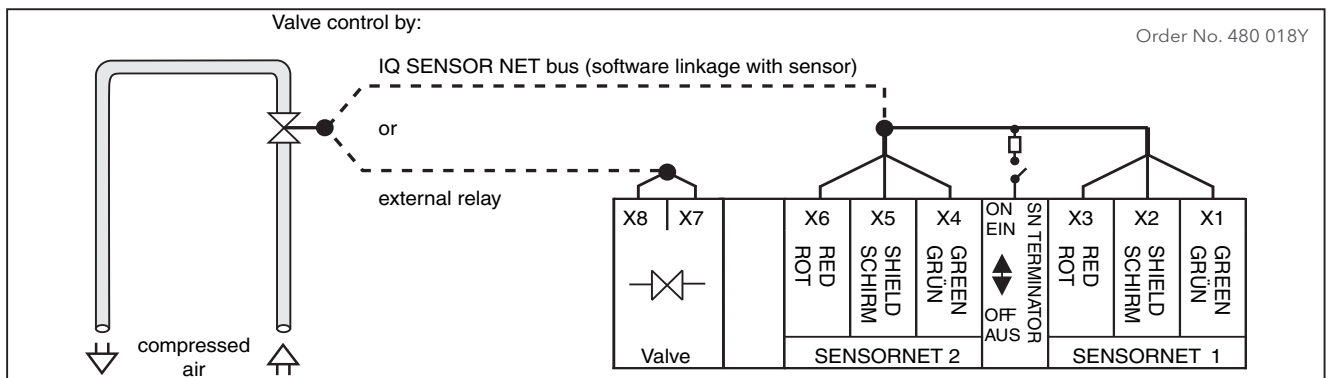 Valve control by:
Order No. 480 018Y
IQ SENSOR NET bus (software linkage with sensor)
or
external relay
X8 X7
X6 X5 X4
ON
EIN
X3 X2 X1
RED
ROT
SHIELD
SCHIRM
GREEN
GRÜN
SN TERMINATOR
RED
ROT
SHIELD
SCHIRM
GREEN
GRÜN
OFF
AUS
compressed
air
Valve
SENSORNET 2
SENSORNET 1